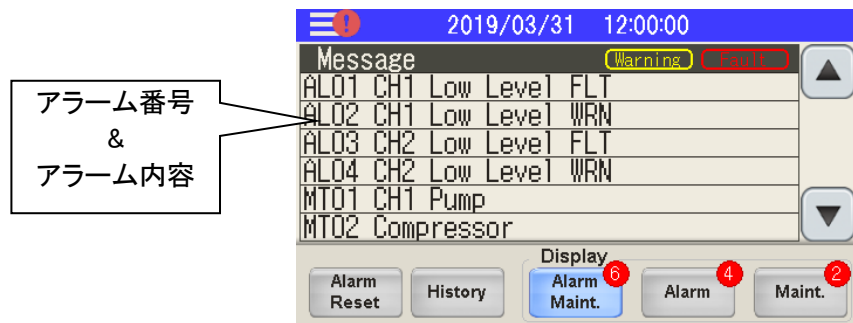 アラーム番号
&
アラーム内容
2019/03/31 12:00:00
Message Warning Fault
AL01 CH1 Low Level FLT
AL02 CH1 Low Level WRN
AL03 CH2 Low Level FLT
AL04 CH2 Low Level WRN
MT01 CH1 Pump
MT02 Compressor
Display
Alarm
Reset
History
Alarm
Maint.
6
Alarm
4
Maint.
2